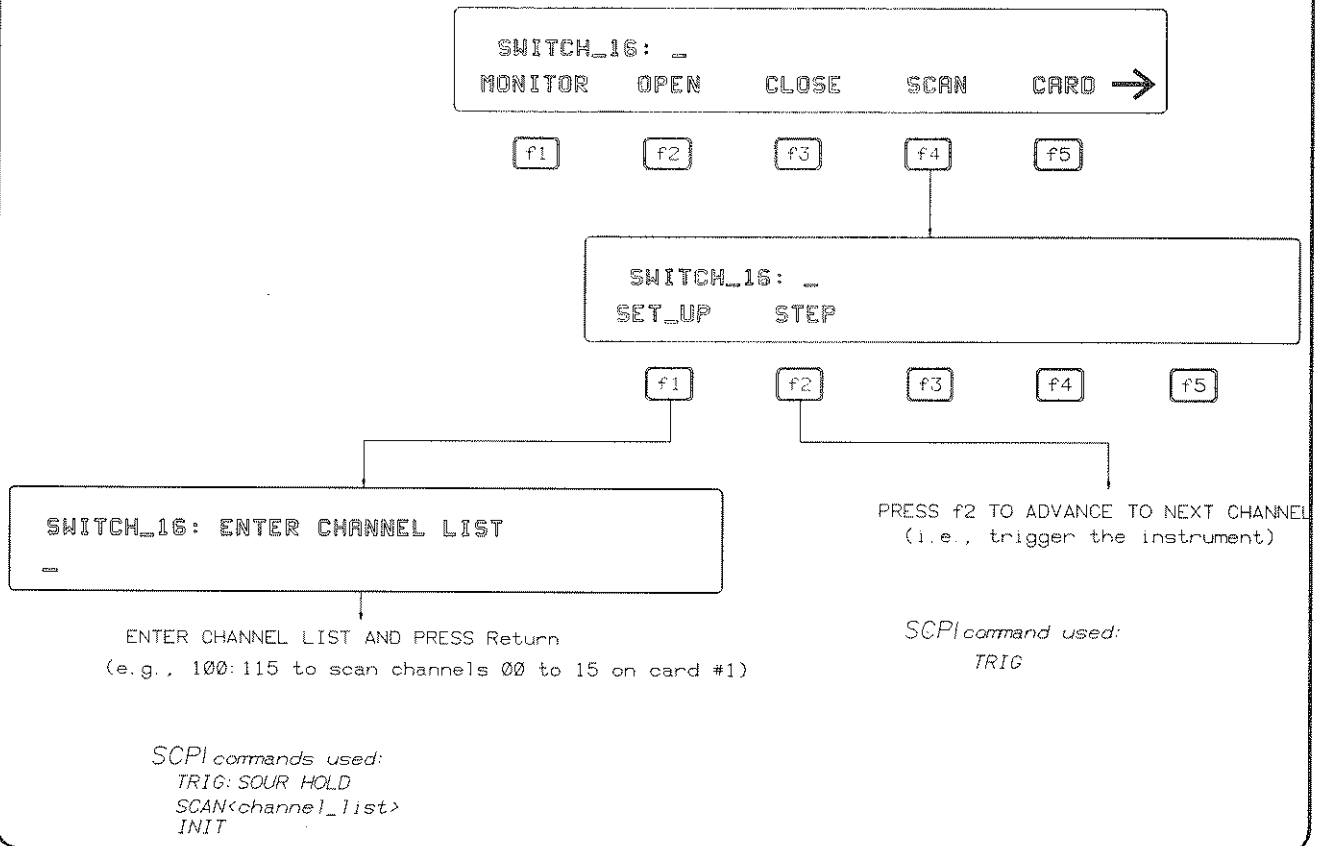 SWITCH_16: _
MONITOR OPEN CLOSE SCAN CARD →
f1 f2 f3 f4 f5
SWITCH_16: _
SET_UP STEP
f1 f2 f3 f4 f5
SWITCH_16: ENTER CHANNEL LIST
_
ENTER CHANNEL LIST AND PRESS Return
(e.g., 100:115 to scan channels 00 to 15 on card #1)
SCPI commands used:
TRIG:SOUR HOLD
SCAN<channel_list>
INIT
PRESS f2 TO ADVANCE TO NEXT CHANNEL
(i.e., trigger the instrument)
SCPI command used:
TRIG